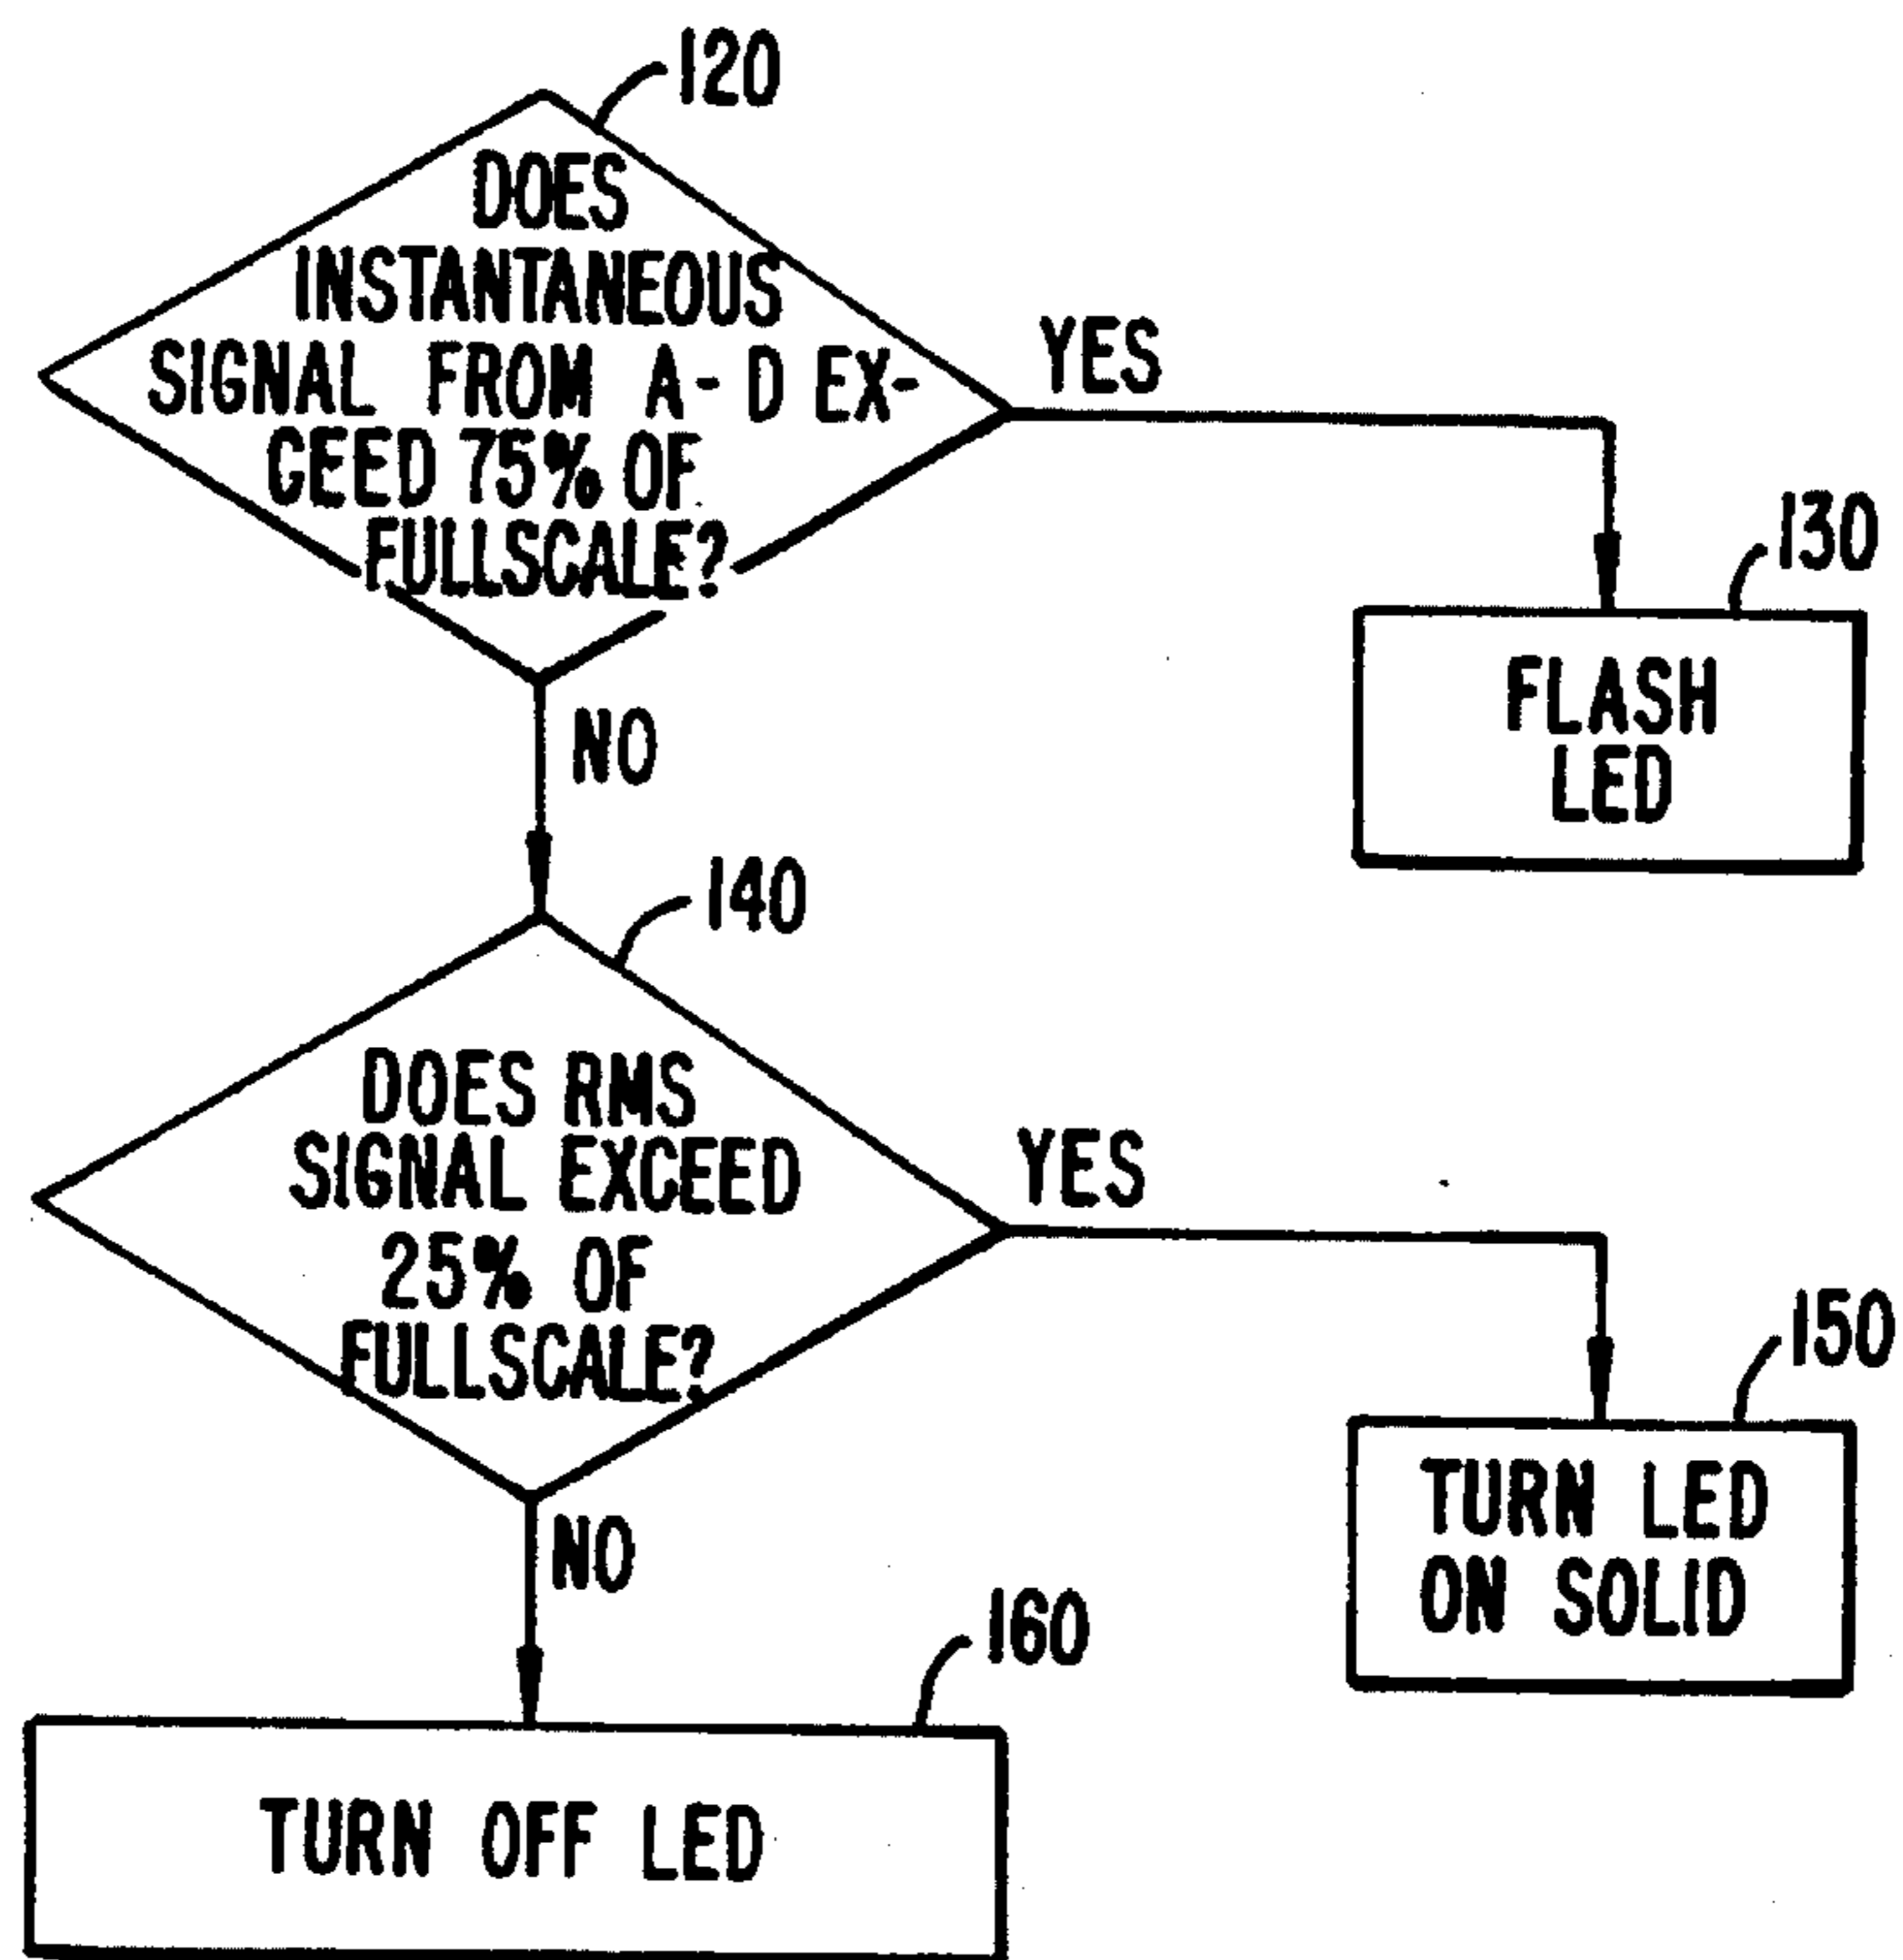 120
DOES
INSTANTANEOUS
SIGNAL FROM A-D EX-
CEED 75% OF
FULLSCALE?
YES
130
FLASH
LED
NO
140
DOES RMS
SIGNAL EXCEED
25% OF
FULLSCALE?
YES
150
TURN LED
ON SOLID
NO
160
TURN OFF LED